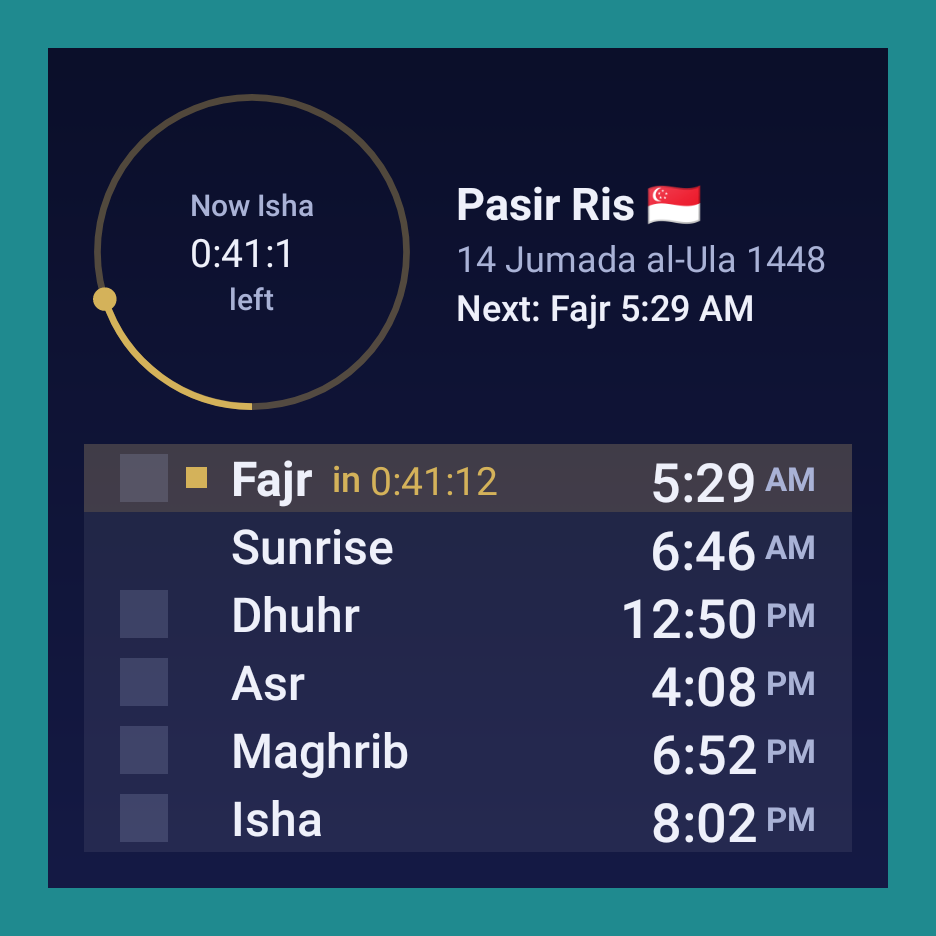 Now Isha
0:41:1
left
Pasir Ris 🇸🇬
14 Jumada al-Ula 1448
Next: Fajr 5:29 AM
Fajr in 0:41:12 5:29 AM
Sunrise 6:46 AM
Dhuhr 12:50 PM
Asr 4:08 PM
Maghrib 6:52 PM
Isha 8:02 PM